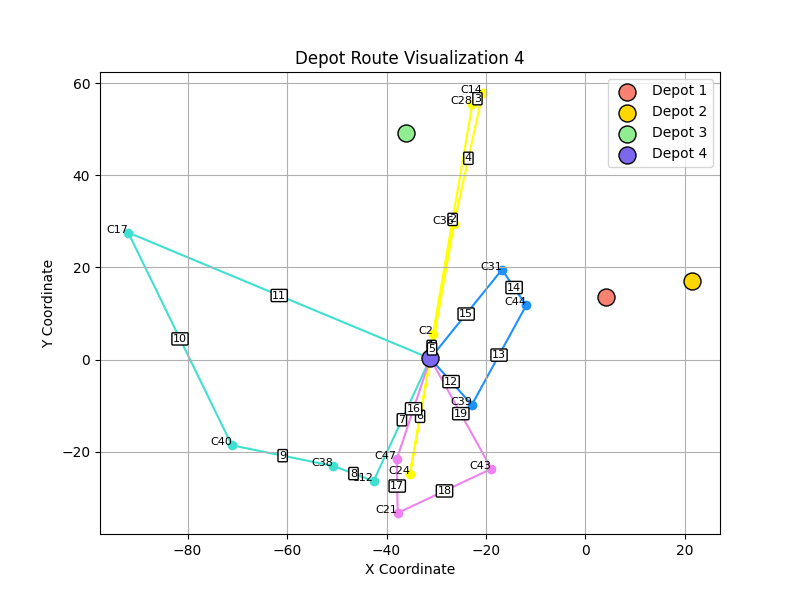 Depot Route Visualization 4
Depot 1
Depot 2
Depot 3
Depot 4
Y Coordinate
60
40
20
0
−20
−40
C14
3
C28
4
C36
2
C17
C31
14
C44
11
15
10
C2
5
13
12
C39
16
19
7
C40
9
C38
C47
C43
C24
8
C12
17
18
C21
−80
−60
−40
−20
0
20
X Coordinate